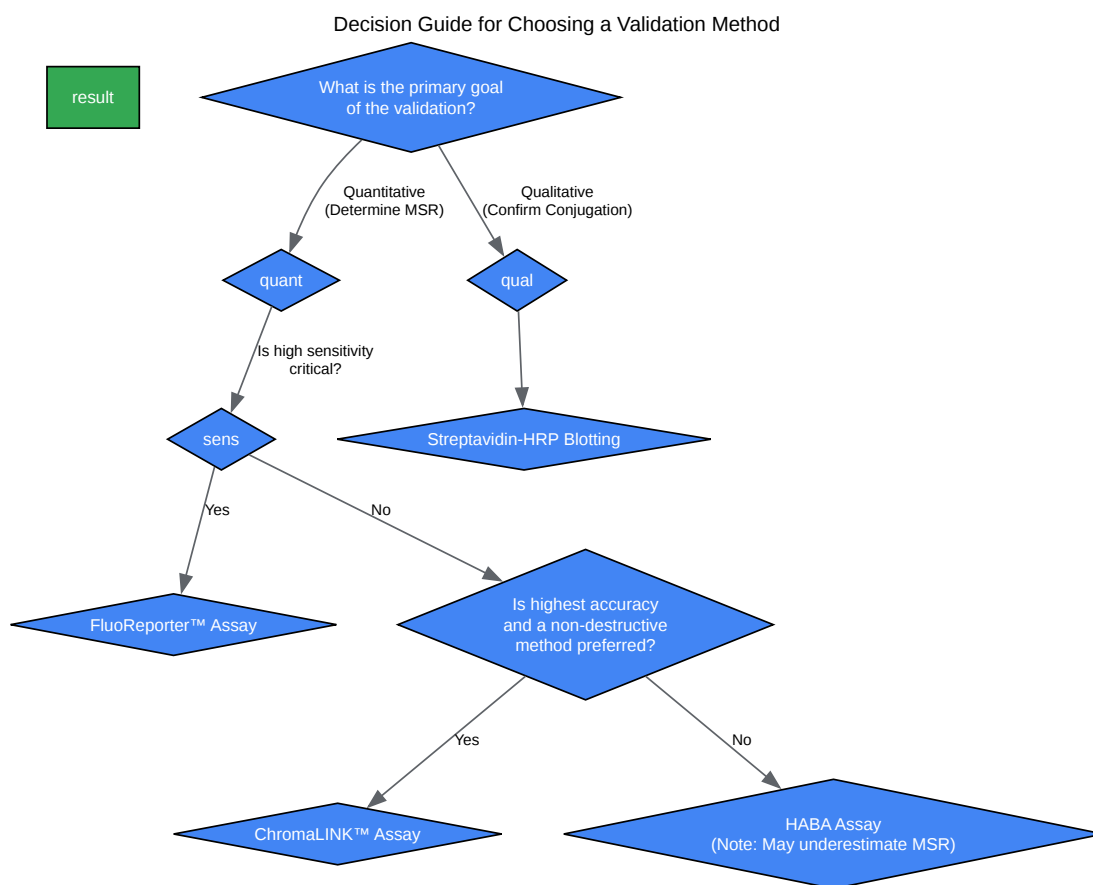 Decision Guide for Choosing a Validation Method
result
What is the primary goal
of the validation?
Quantitative
(Determine MSR)
Qualitative
(Confirm Conjugation)
quant
qual
Is high sensitivity
critical?
sens
Streptavidin-HRP Blotting
Yes
No
FluoReporter™ Assay
Is highest accuracy
and a non-destructive
method preferred?
Yes
No
ChromaLINK™ Assay
HABA Assay
(Note: May underestimate MSR)